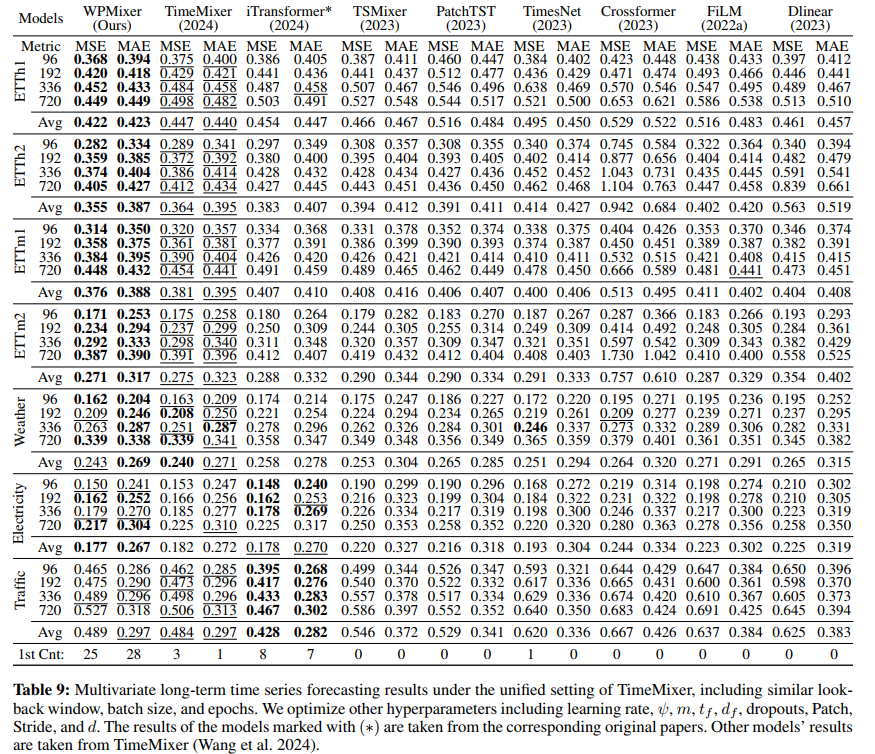 Models WPMixer (Ours) TimeMixer (2024) iTransformer* (2024) TSMixer (2023) PatchTST (2023) TimesNet (2023) Crossformer (2023) FiLM (2022a) Dlinear (2023)
Metric MSE MAE MSE MAE MSE MAE MSE MAE MSE MAE MSE MAE MSE MAE MSE MAE MSE MAE
ETTh1
96 0.368 0.394 0.375 0.400 0.386 0.405 0.387 0.411 0.460 0.447 0.384 0.402 0.423 0.448 0.438 0.433 0.397 0.412
192 0.420 0.418 0.429 0.421 0.441 0.436 0.441 0.437 0.512 0.477 0.436 0.429 0.471 0.474 0.493 0.466 0.446 0.441
336 0.452 0.433 0.484 0.458 0.487 0.458 0.507 0.467 0.546 0.496 0.638 0.469 0.570 0.546 0.547 0.495 0.489 0.467
720 0.449 0.449 0.498 0.482 0.503 0.491 0.527 0.548 0.544 0.517 0.521 0.500 0.653 0.621 0.586 0.538 0.513 0.510
Avg 0.422 0.423 0.447 0.440 0.454 0.447 0.466 0.467 0.516 0.484 0.495 0.450 0.529 0.522 0.516 0.483 0.461 0.457
ETTh2
96 0.282 0.334 0.289 0.341 0.297 0.349 0.308 0.357 0.308 0.355 0.340 0.374 0.745 0.584 0.322 0.364 0.340 0.394
192 0.359 0.385 0.372 0.392 0.380 0.400 0.395 0.404 0.393 0.405 0.402 0.414 0.877 0.656 0.404 0.414 0.482 0.479
336 0.374 0.404 0.386 0.414 0.428 0.432 0.428 0.434 0.427 0.436 0.452 0.452 1.043 0.731 0.435 0.445 0.591 0.541
720 0.405 0.427 0.412 0.434 0.427 0.445 0.443 0.451 0.436 0.450 0.462 0.468 1.104 0.763 0.447 0.458 0.839 0.661
Avg 0.355 0.387 0.364 0.395 0.383 0.407 0.394 0.412 0.391 0.411 0.414 0.427 0.942 0.684 0.402 0.420 0.563 0.519
ETTm1
96 0.314 0.350 0.320 0.357 0.334 0.368 0.331 0.378 0.352 0.374 0.338 0.375 0.404 0.426 0.353 0.370 0.346 0.374
192 0.358 0.375 0.361 0.381 0.377 0.391 0.386 0.399 0.390 0.393 0.374 0.387 0.450 0.451 0.389 0.387 0.382 0.391
336 0.384 0.395 0.390 0.404 0.426 0.420 0.426 0.421 0.421 0.414 0.410 0.411 0.532 0.515 0.421 0.408 0.415 0.415
720 0.448 0.432 0.454 0.441 0.491 0.459 0.489 0.465 0.462 0.449 0.478 0.450 0.666 0.589 0.481 0.441 0.473 0.451
Avg 0.376 0.388 0.381 0.395 0.407 0.410 0.408 0.416 0.406 0.407 0.400 0.406 0.513 0.495 0.411 0.402 0.404 0.408
ETTm2
96 0.171 0.253 0.175 0.258 0.180 0.264 0.179 0.282 0.183 0.270 0.187 0.267 0.287 0.366 0.183 0.266 0.193 0.293
192 0.234 0.294 0.237 0.299 0.250 0.309 0.244 0.305 0.255 0.314 0.249 0.309 0.414 0.492 0.248 0.305 0.284 0.361
336 0.292 0.333 0.298 0.340 0.311 0.348 0.320 0.357 0.309 0.347 0.321 0.351 0.597 0.542 0.309 0.343 0.382 0.429
720 0.387 0.390 0.391 0.396 0.412 0.407 0.419 0.432 0.412 0.404 0.408 0.403 1.730 1.042 0.410 0.400 0.558 0.525
Avg 0.271 0.317 0.275 0.323 0.288 0.332 0.290 0.344 0.290 0.334 0.291 0.333 0.757 0.610 0.287 0.329 0.354 0.402
Weather
96 0.162 0.204 0.163 0.209 0.174 0.214 0.175 0.247 0.186 0.227 0.172 0.220 0.195 0.271 0.195 0.236 0.195 0.252
192 0.209 0.246 0.208 0.250 0.221 0.254 0.224 0.294 0.234 0.265 0.219 0.261 0.209 0.277 0.239 0.271 0.237 0.295
336 0.263 0.287 0.251 0.287 0.278 0.296 0.262 0.326 0.284 0.301 0.246 0.337 0.273 0.332 0.289 0.306 0.282 0.331
720 0.339 0.338 0.339 0.341 0.358 0.347 0.349 0.348 0.356 0.349 0.365 0.359 0.379 0.401 0.361 0.351 0.345 0.382
Avg 0.243 0.269 0.240 0.271 0.258 0.278 0.253 0.304 0.265 0.285 0.251 0.294 0.264 0.320 0.271 0.291 0.265 0.315
Electricity
96 0.150 0.241 0.153 0.247 0.148 0.240 0.190 0.299 0.190 0.296 0.168 0.272 0.219 0.314 0.198 0.274 0.210 0.302
192 0.162 0.252 0.166 0.256 0.162 0.253 0.216 0.323 0.199 0.304 0.184 0.322 0.231 0.322 0.198 0.278 0.210 0.305
336 0.179 0.270 0.185 0.277 0.178 0.269 0.226 0.334 0.217 0.319 0.198 0.300 0.246 0.337 0.217 0.300 0.223 0.319
720 0.217 0.304 0.225 0.310 0.225 0.317 0.250 0.353 0.258 0.352 0.220 0.320 0.280 0.363 0.278 0.356 0.258 0.350
Avg 0.177 0.267 0.182 0.272 0.178 0.270 0.220 0.327 0.216 0.318 0.193 0.304 0.244 0.334 0.223 0.302 0.225 0.319
Traffic
96 0.465 0.286 0.462 0.285 0.395 0.268 0.499 0.344 0.526 0.347 0.593 0.321 0.644 0.429 0.647 0.384 0.650 0.396
192 0.475 0.290 0.473 0.296 0.417 0.276 0.540 0.370 0.522 0.332 0.617 0.336 0.665 0.431 0.600 0.361 0.598 0.370
336 0.489 0.296 0.498 0.296 0.433 0.283 0.557 0.378 0.517 0.334 0.629 0.336 0.674 0.420 0.610 0.367 0.605 0.373
720 0.527 0.318 0.506 0.313 0.467 0.302 0.586 0.397 0.552 0.352 0.640 0.350 0.683 0.424 0.691 0.425 0.645 0.394
Avg 0.489 0.297 0.484 0.297 0.428 0.282 0.546 0.372 0.529 0.341 0.620 0.336 0.667 0.426 0.637 0.384 0.625 0.383
1st Cnt: 25 28 3 1 8 7 0 0 0 0 1 0 0 0 0 0 0 0
Table 9: Multivariate long-term time series forecasting results under the unified setting of TimeMixer, including similar look-
back window, batch size, and epochs. We optimize other hyperparameters including learning rate, ψ, m, t_f, d_f, dropouts, Patch,
Stride, and d. The results of the models marked with (∗) are taken from the corresponding original papers. Other models' results
are taken from TimeMixer (Wang et al. 2024).